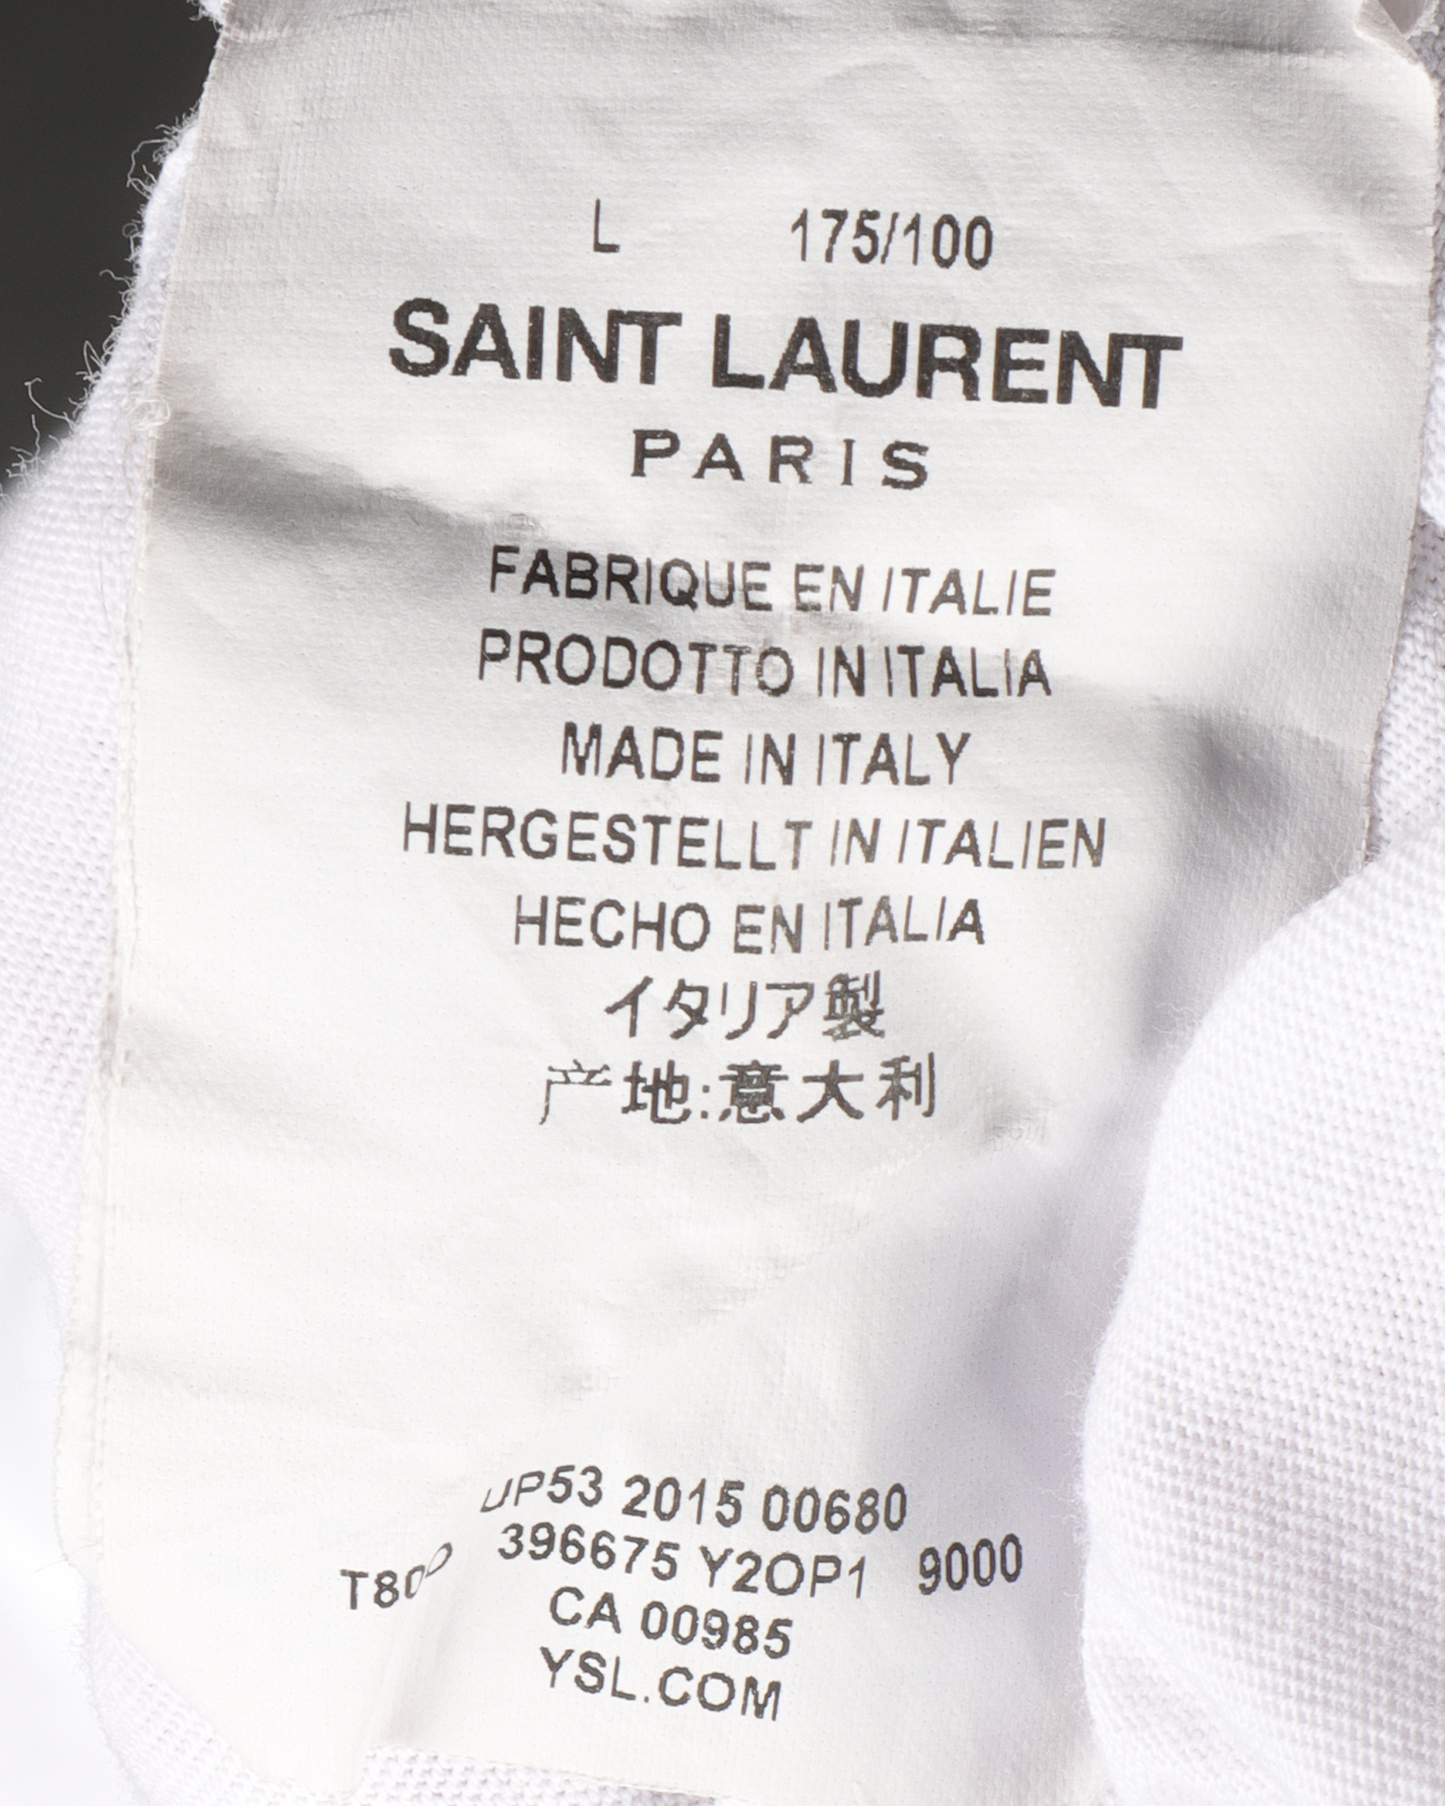 L 175/100
SAINT LAURENT
PARIS
FABRIQUE EN ITALIE
PRODOTTO IN ITALIA
MADE IN ITALY
HERGESTELLT IN ITALIEN
HECHO EN ITALIA
イタリア製
产地:意大利
UP53 2015 00680
396675 Y2OP1 9000
CA 00985
YSL.COM